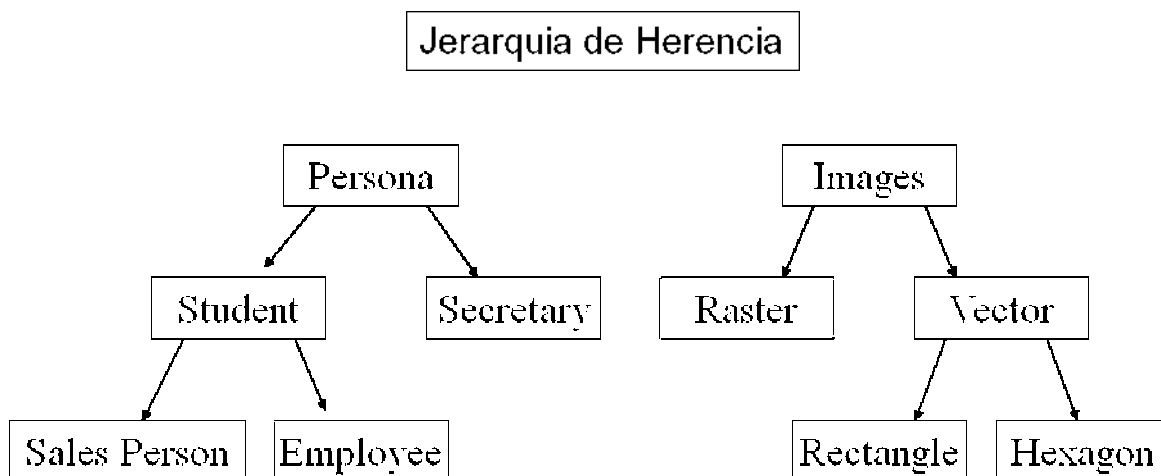 Jerarquia de Herencia
Persona
Images
Student
Secretary
Raster
Vector
Sales Person
Employee
Rectangle
Hexagon